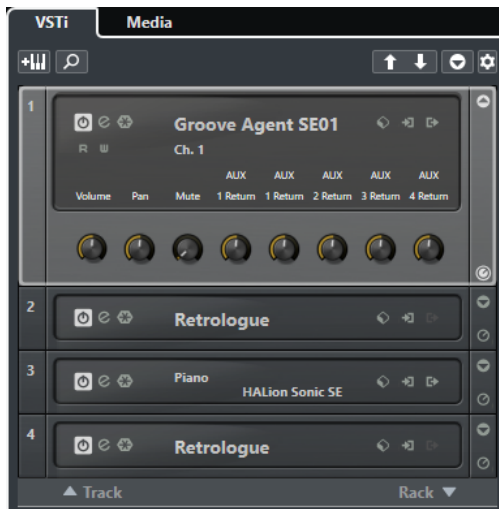 VSTi Media
1
Groove Agent SE01
R W Ch. 1
AUX AUX AUX AUX AUX
Volume Pan Mute 1 Return 1 Return 2 Return 3 Return 4 Return
2
Retrologue
3
Piano
HALion Sonic SE
4
Retrologue
Track Rack